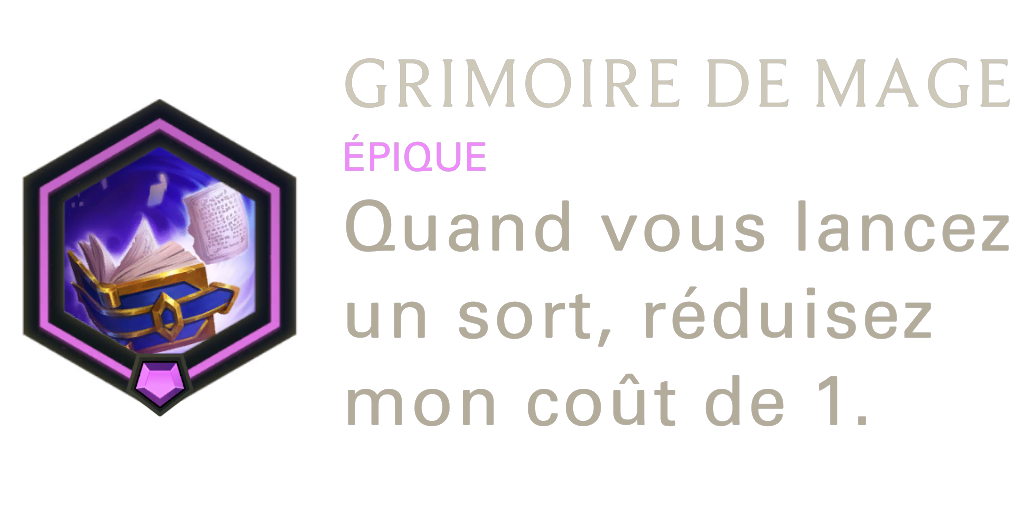 GRIMOIRE DE MAGE
ÉPIQUE
Quand vous lancez
un sort, réduisez
mon coût de 1.